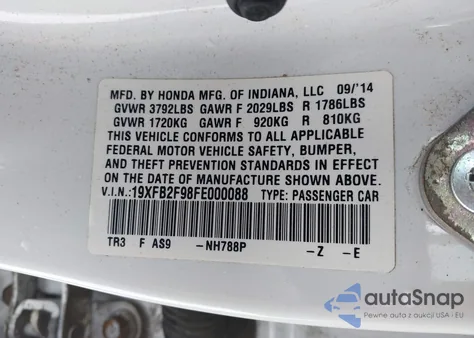 MFD. BY HONDA MFG. OF INDIANA, LLC 09/'14
GVWR 3792LBS GAWR F 2029LBS R 1786LBS
GVWR 1720KG GAWR F 920KG R 810KG
THIS VEHICLE CONFORMS TO ALL APPLICABLE
FEDERAL MOTOR VEHICLE SAFETY, BUMPER,
AND THEFT PREVENTION STANDARDS IN EFFECT
ON THE DATE OF MANUFACTURE SHOWN ABOVE.
V.I.N.:19XFB2F98FE000088 TYPE: PASSENGER CAR
TR3 F AS9 -NH788P -Z -E
autoSnap
Pewne auta z aukcji USA - EU